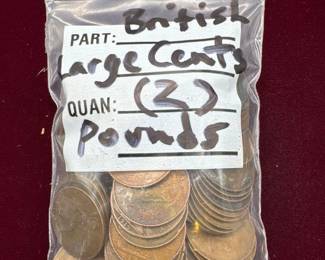 PART: British
Large Cents
QUAN: (2)
Pounds